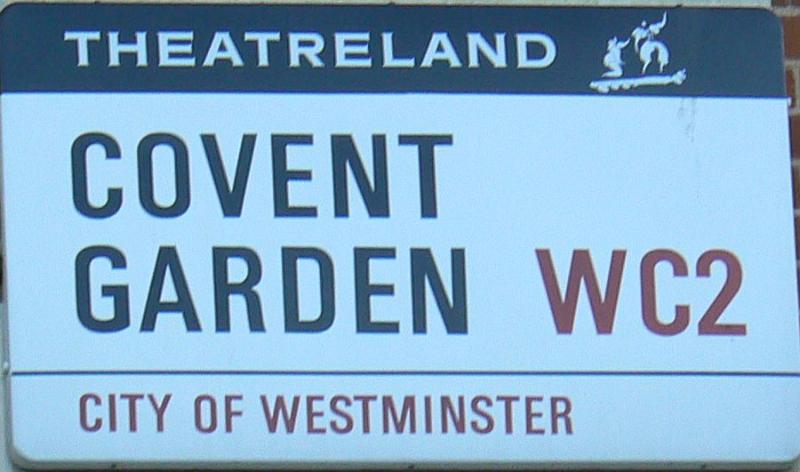 THEATRELAND
COVENT
GARDEN WC2
CITY OF WESTMINSTER